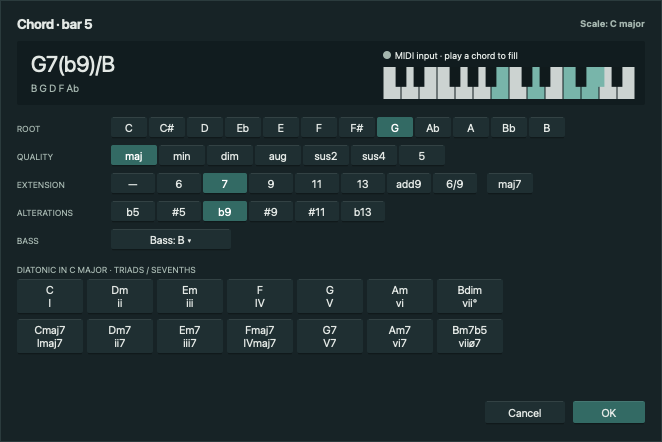 Chord · bar 5 Scale: C major
G7(b9)/B
MIDI input · play a chord to fill
B G D F Ab
ROOT C C# D Eb E F F# G Ab A Bb B
QUALITY maj min dim aug sus2 sus4 5
EXTENSION — 6 7 9 11 13 add9 6/9 maj7
ALTERATIONS b5 #5 b9 #9 #11 b13
BASS Bass: B ▾
DIATONIC IN C MAJOR · TRIADS / SEVENTHS
C Dm Em F G Am Bdim
I ii iii IV V vi vii°
Cmaj7 Dm7 Em7 Fmaj7 G7 Am7 Bm7b5
Imaj7 ii7 iii7 IVmaj7 V7 vi7 viiø7
Cancel OK